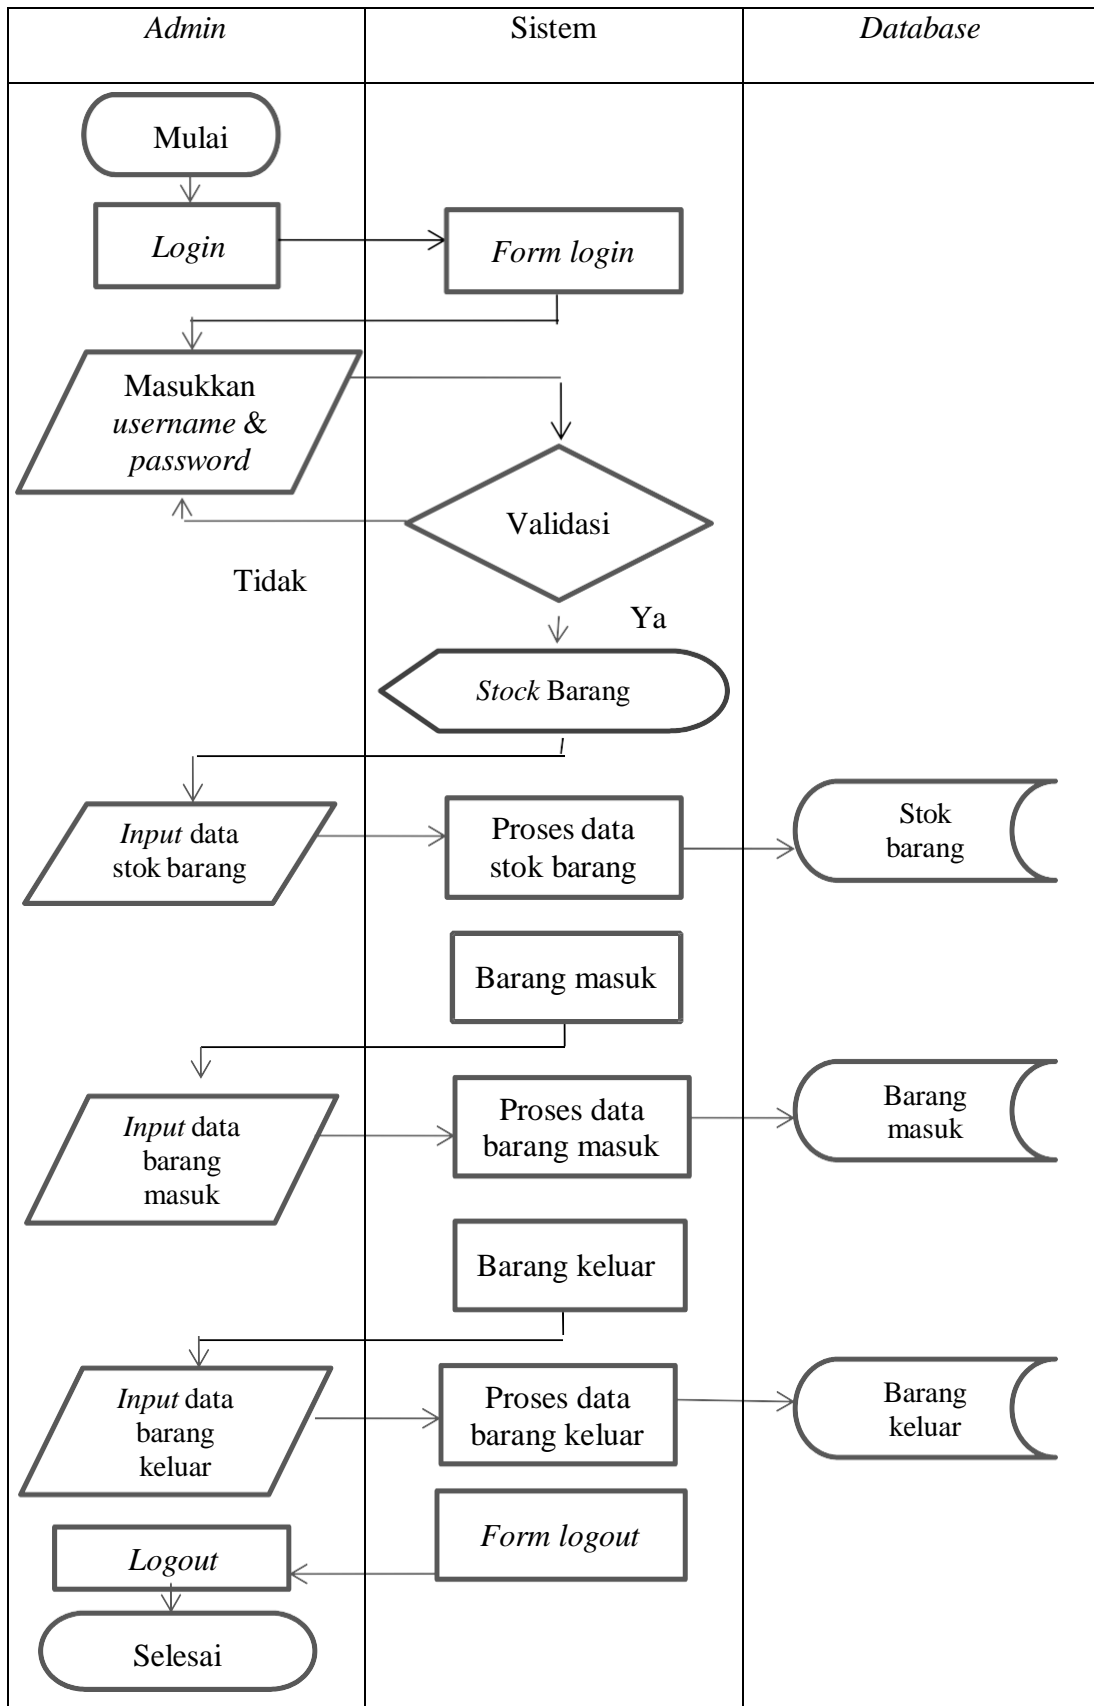 Admin
Sistem
Database
Mulai
Login
Form login
Masukkan
username &
password
Validasi
Tidak
Ya
Stock Barang
Input data
stok barang
Proses data
stok barang
Stok
barang
Barang masuk
Input data
barang
masuk
Proses data
barang masuk
Barang
masuk
Barang keluar
Input data
barang
keluar
Proses data
barang keluar
Barang
keluar
Form logout
Logout
Selesai